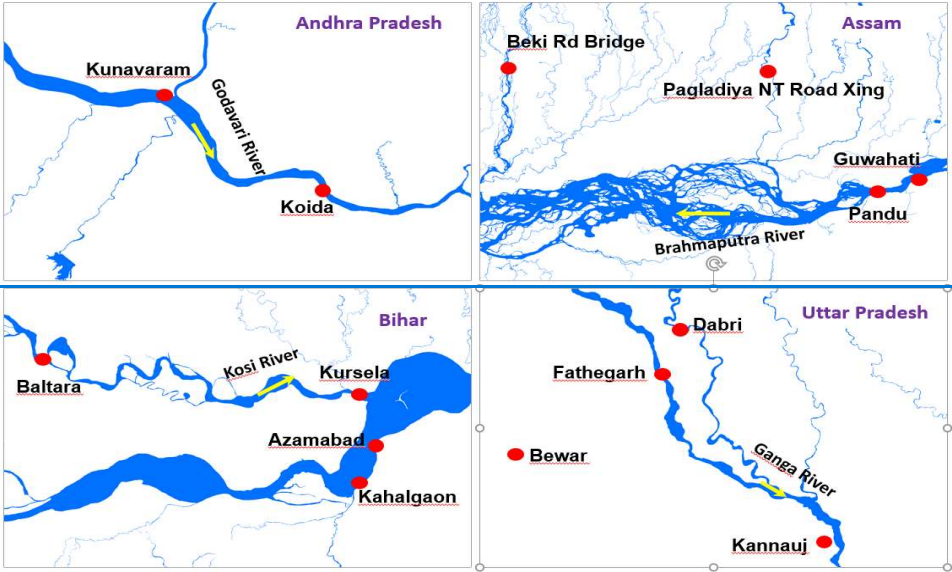 Andhra Pradesh
Kunavaram
Godavari River
Koida
Assam
Beki Rd Bridge
Pagladiya NT Road Xing
Guwahati
Pandu
Brahmaputra River
Bihar
Kosi River
Baltara
Kursela
Azamabad
Kahalgaon
Uttar Pradesh
Dabri
Fathegarh
Bewar
Ganga River
Kannauj